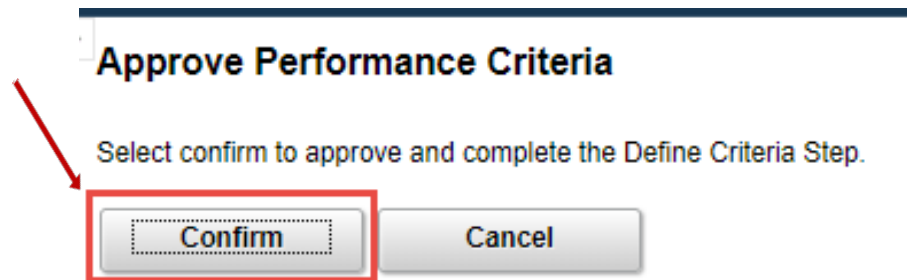 Approve Performance Criteria
Select confirm to approve and complete the Define Criteria Step.
Confirm Cancel